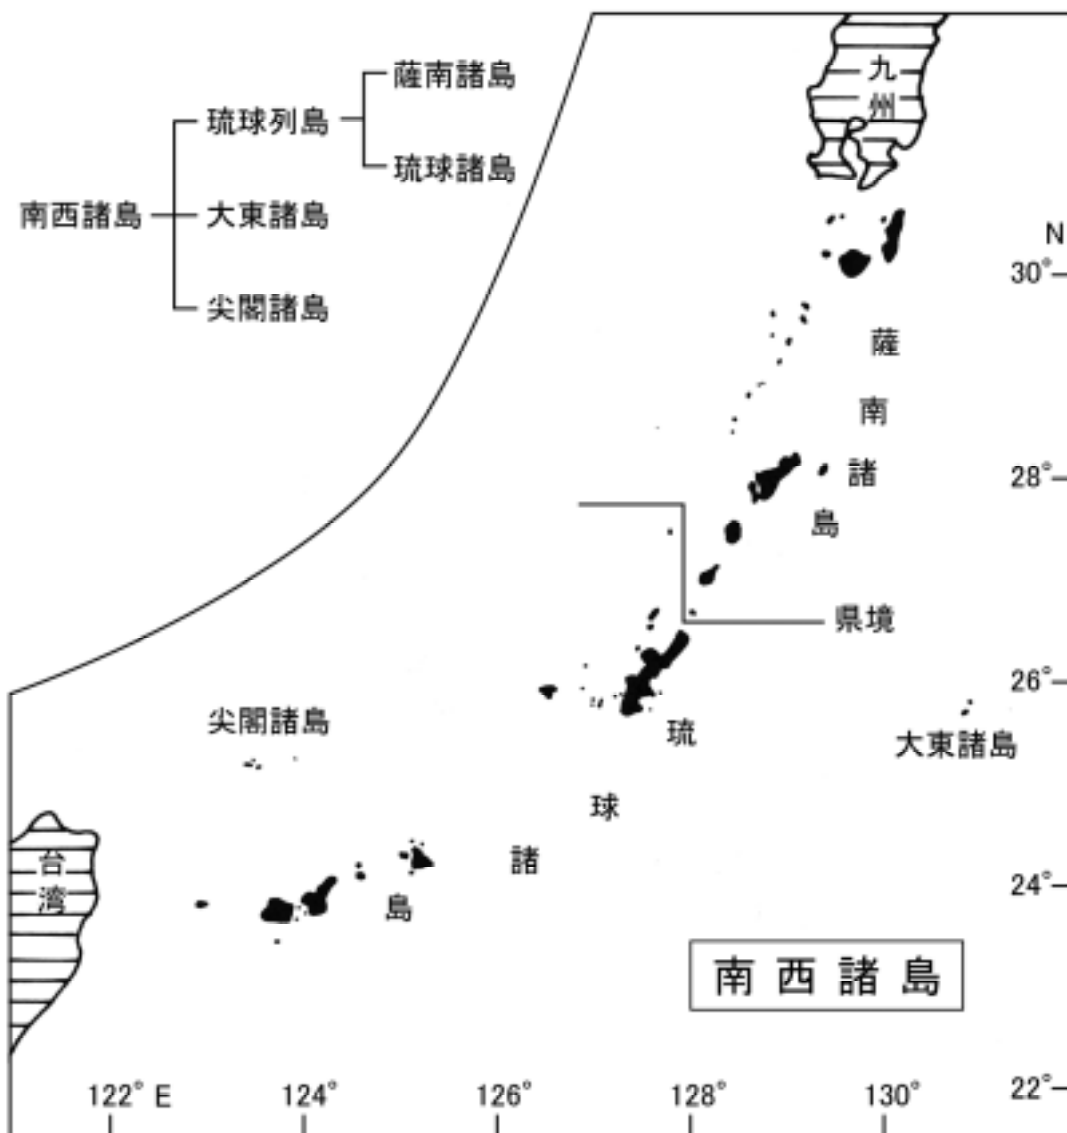 薩南諸島
琉球列島
琉球諸島
南西諸島
大東諸島
尖閣諸島
九州
N
30°
薩南諸島
28°
県境
26°
尖閣諸島
大東諸島
琉球諸島
台湾
24°
南西諸島
122° E
124°
126°
128°
130°
22°